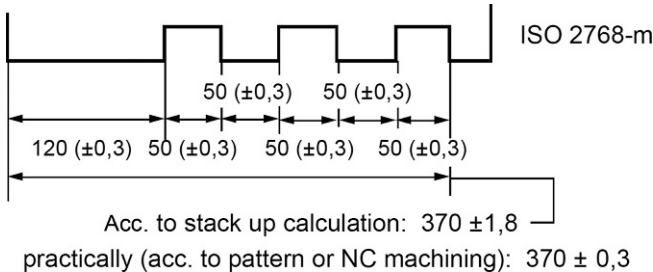 ISO 2768-m
50 (±0,3) 50 (±0,3)
120 (±0,3) 50 (±0,3) 50 (±0,3) 50 (±0,3)
Acc. to stack up calculation: 370 ±1,8
practically (acc. to pattern or NC machining): 370 ± 0,3